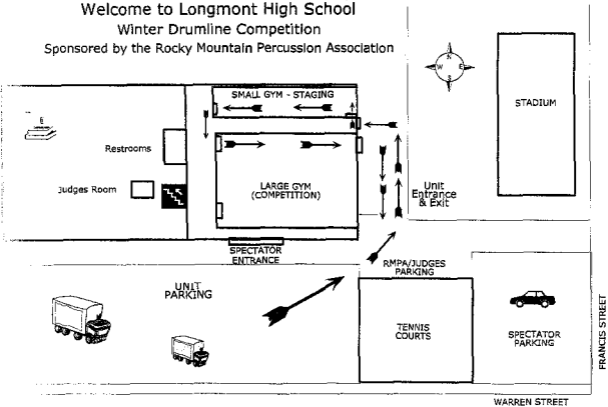 Welcome to Longmont High School
Winter Drumline Competition
Sponsored by the Rocky Mountain Percussion Association
N
W
E
S
SMALL GYM - STAGING
STADIUM
Restrooms
Judges Room
LARGE GYM
(COMPETITION)
Unit
Entrance
& Exit
SPECTATOR
ENTRANCE
RMPA/JUDGES
PARKING
UNIT
PARKING
TENNIS
COURTS
SPECTATOR
PARKING
FRANCIS STREET
WARREN STREET